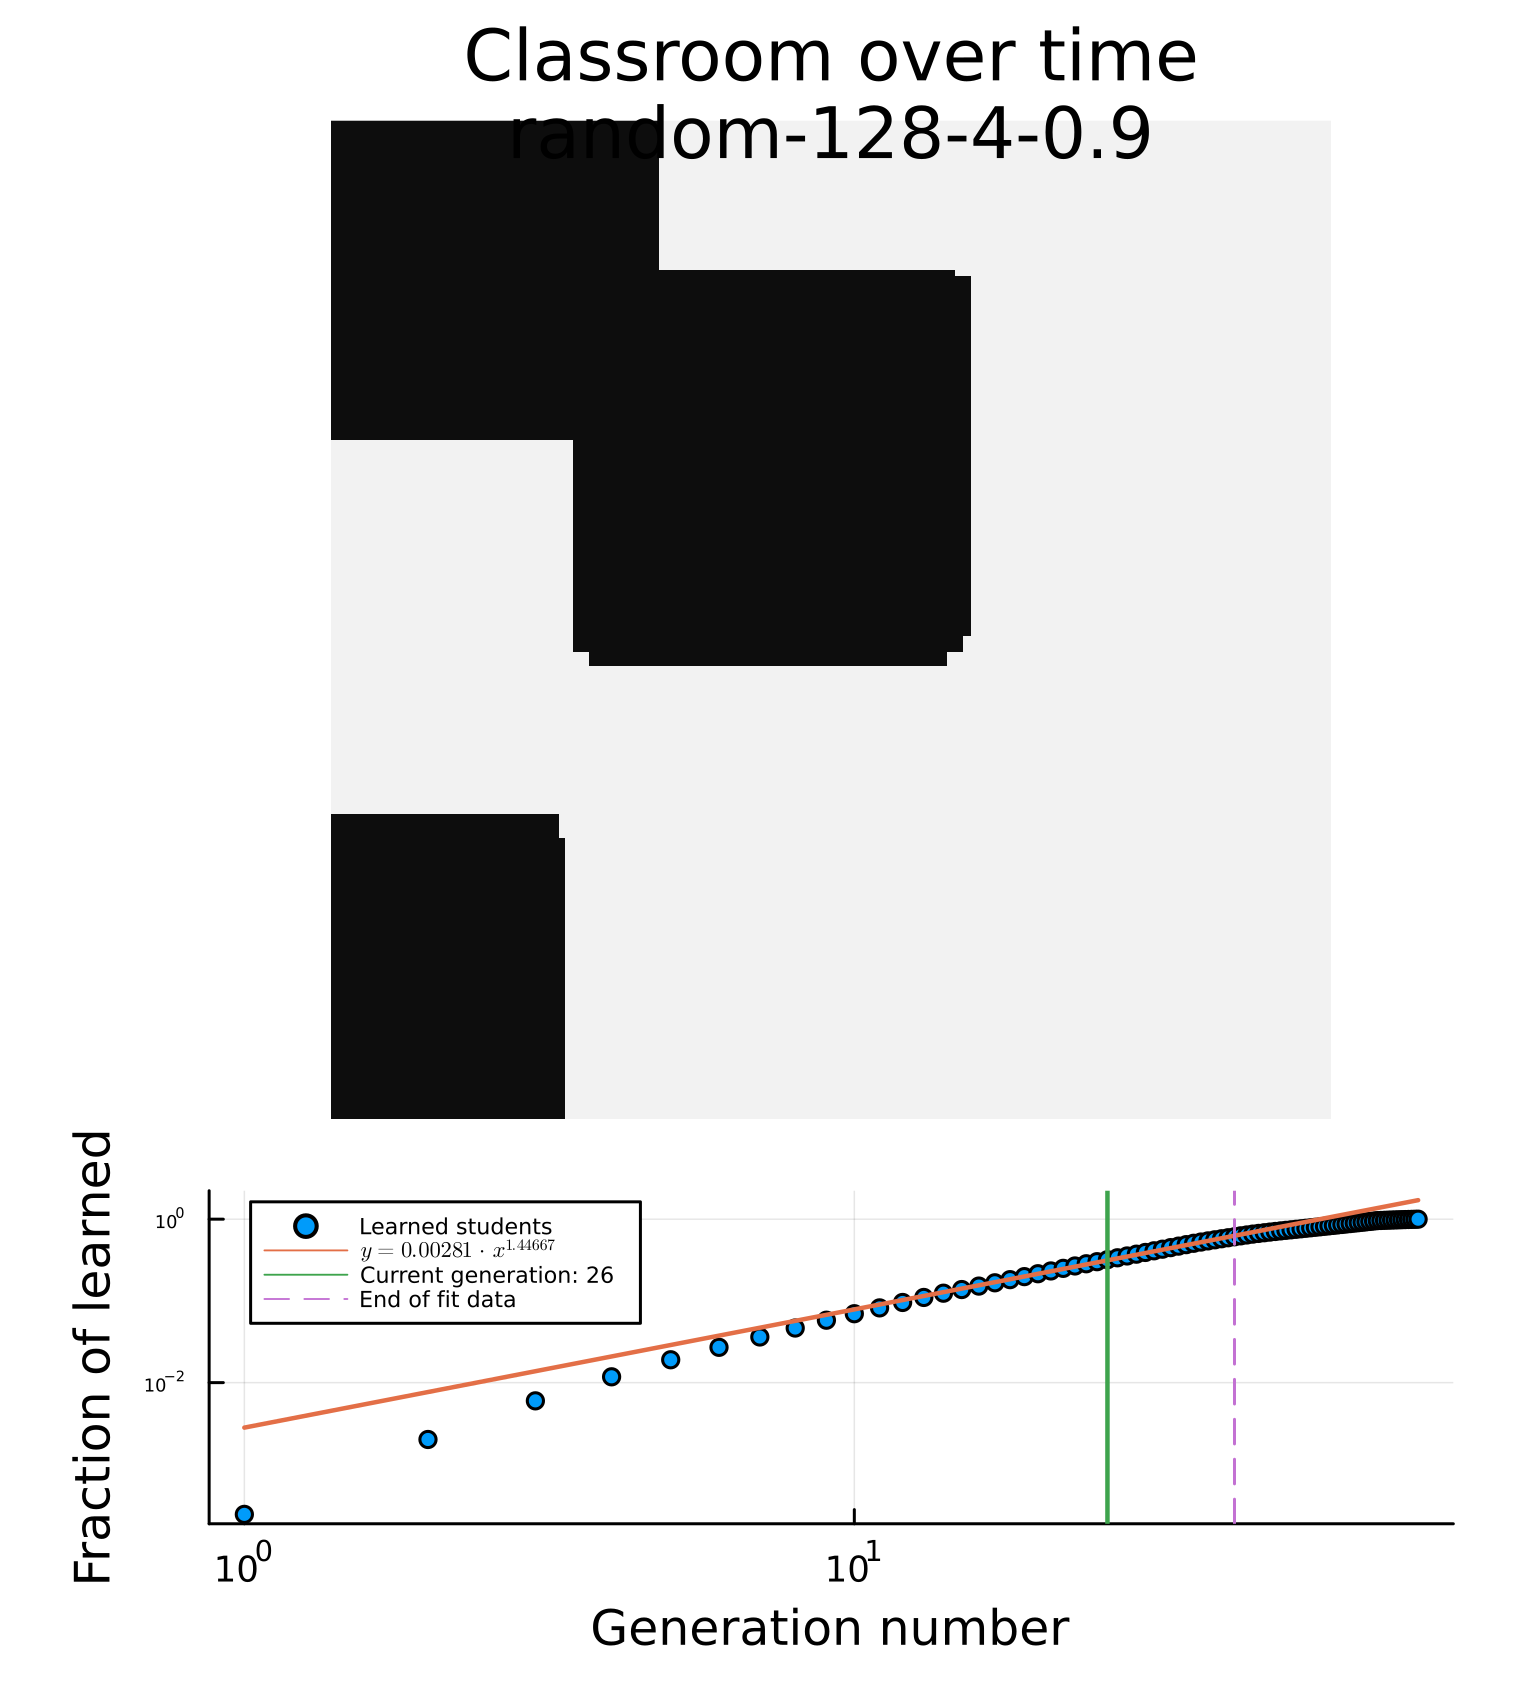 Classroom over time
random-128-4-0.9
Fraction of learned
10⁰
10⁻²
Learned students
y = 0.00281 · x^1.44667
Current generation: 26
End of fit data
10⁰
10¹
Generation number